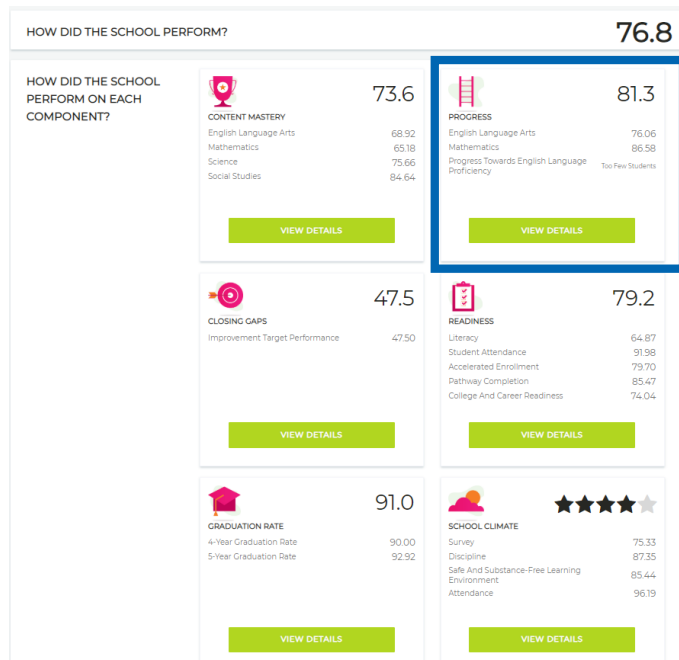 HOW DID THE SCHOOL PERFORM?
76.8
HOW DID THE SCHOOL
PERFORM ON EACH
COMPONENT?
73.6
CONTENT MASTERY
English Language Arts 68.92
Mathematics 65.18
Science 75.66
Social Studies 84.64
VIEW DETAILS
81.3
PROGRESS
English Language Arts 76.06
Mathematics 86.58
Progress Towards English Language
Proficiency Too Few Students
VIEW DETAILS
47.5
CLOSING GAPS
Improvement Target Performance 47.50
VIEW DETAILS
79.2
READINESS
Literacy 64.87
Student Attendance 91.98
Accelerated Enrollment 79.70
Pathway Completion 85.47
College And Career Readiness 74.04
VIEW DETAILS
91.0
GRADUATION RATE
4-Year Graduation Rate 90.00
5-Year Graduation Rate 92.92
VIEW DETAILS
SCHOOL CLIMATE
Survey 75.33
Discipline 87.35
Safe And Substance-Free Learning
Environment 85.44
Attendance 96.19
VIEW DETAILS